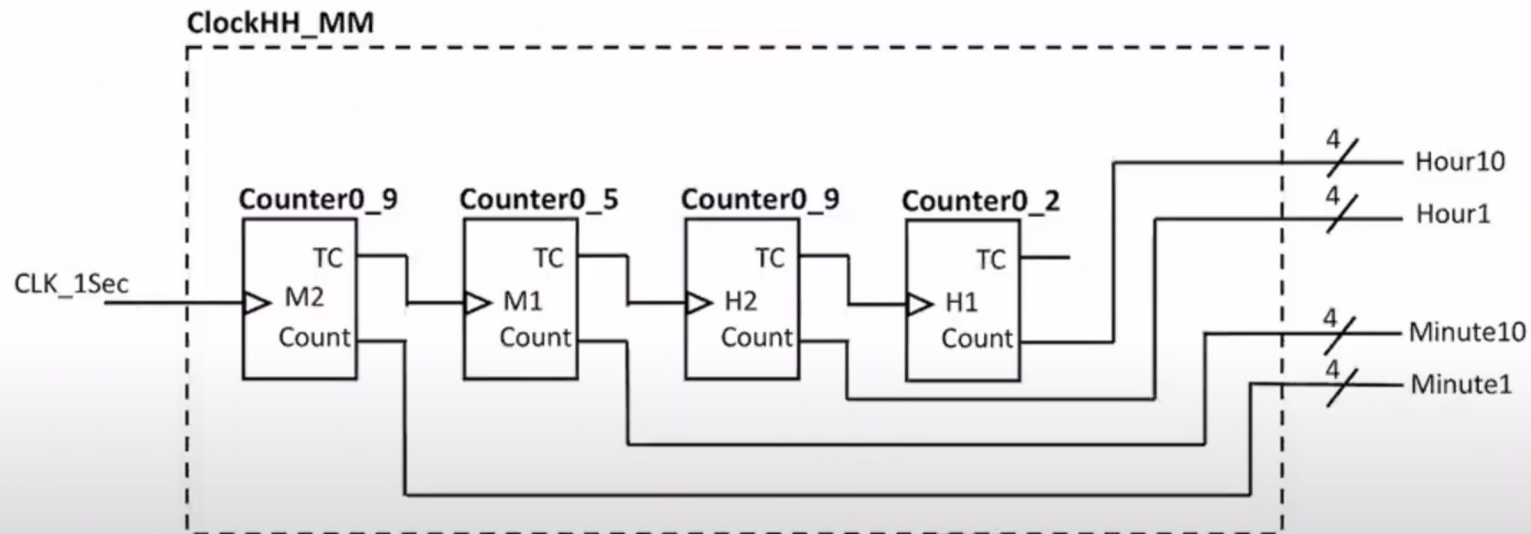 ClockHH_MM
4
Hour10
Counter0_9
Counter0_5
Counter0_9
Counter0_2
4
Hour1
TC
TC
TC
TC
CLK_1Sec
M2
M1
H2
H1
Count
Count
Count
Count
4
Minute10
4
Minute1